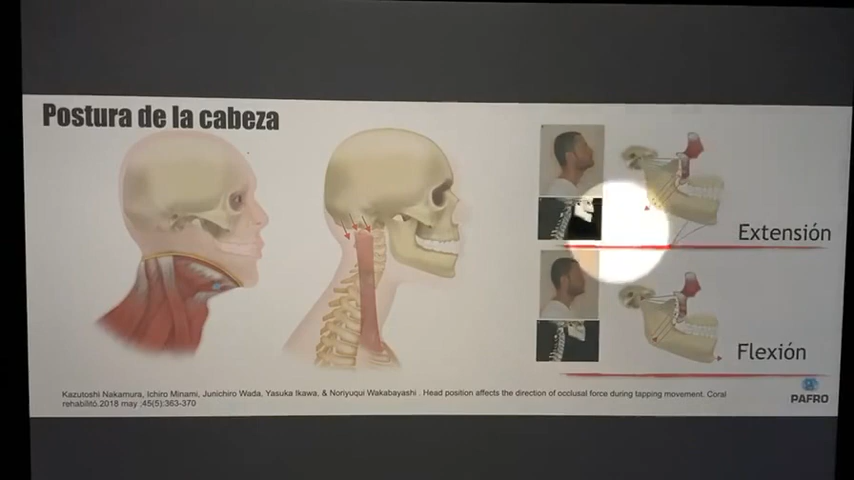 Postura de la cabeza
Extensión
Flexión
Kazutoshi Nakamura, Ichiro Minami, Junichiro Wada, Yasuka Ikawa, & Noriyuqui Wakabayashi . Head position affects the direction of occlusal force during tapping movement. Coral
rehabilitó.2018 may ;45(5):363-370
PAFRO